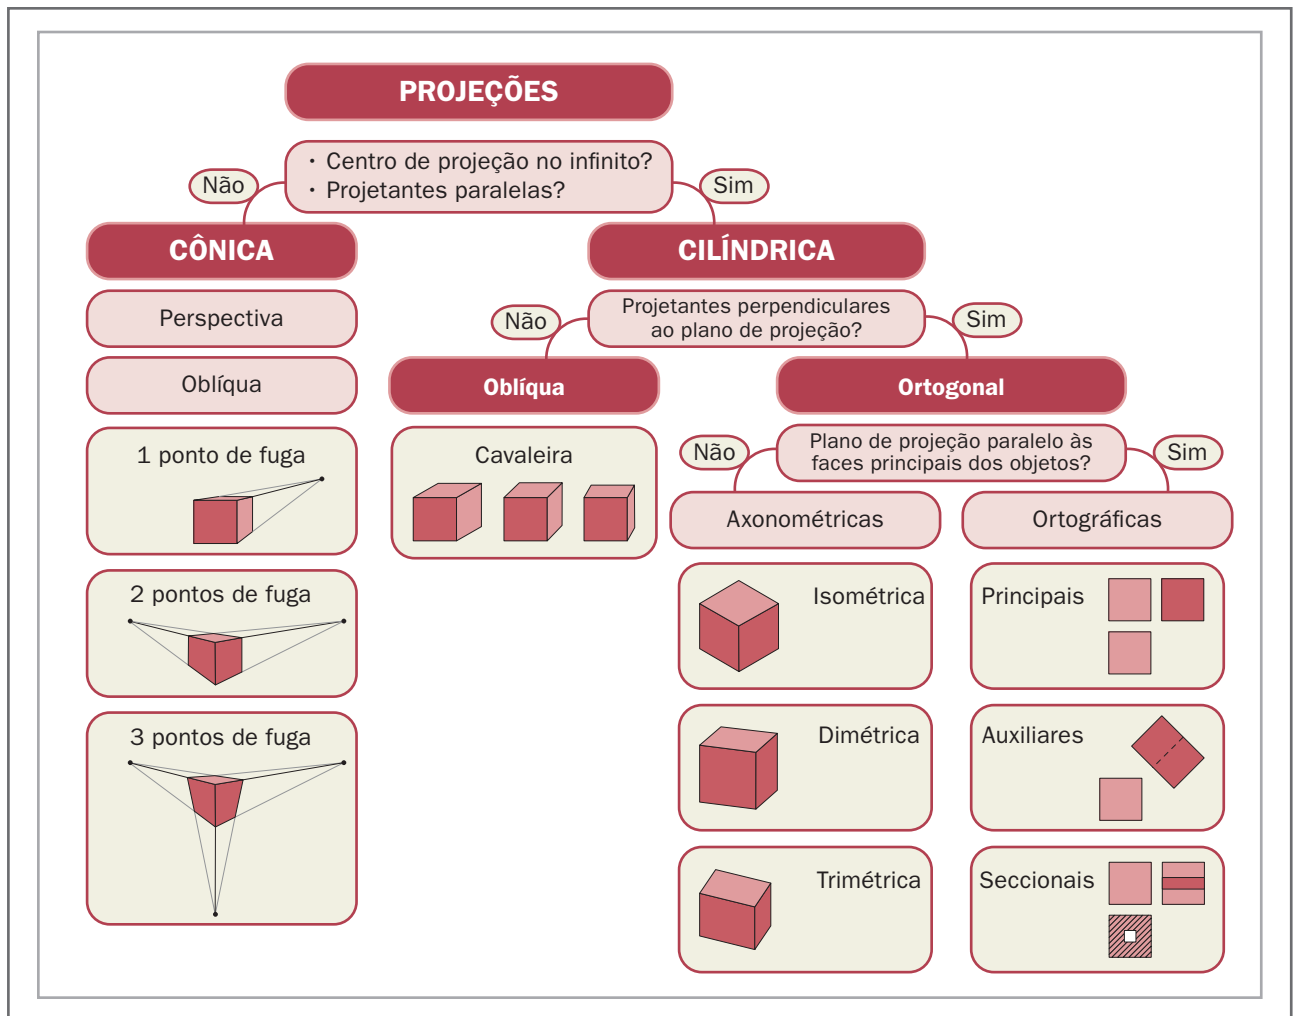 PROJEÇÕES
• Centro de projeção no infinito?
• Projetantes paralelas?
Não
Sim
CÔNICA
Perspectiva
Oblíqua
1 ponto de fuga
2 pontos de fuga
3 pontos de fuga
CILÍNDRICA
Projetantes perpendiculares
ao plano de projeção?
Não
Sim
Oblíqua
Cavaleira
Ortogonal
Plano de projeção paralelo às
faces principais dos objetos?
Não
Sim
Axonométricas
Isométrica
Dimétrica
Trimétrica
Ortográficas
Principais
Auxiliares
Seccionais